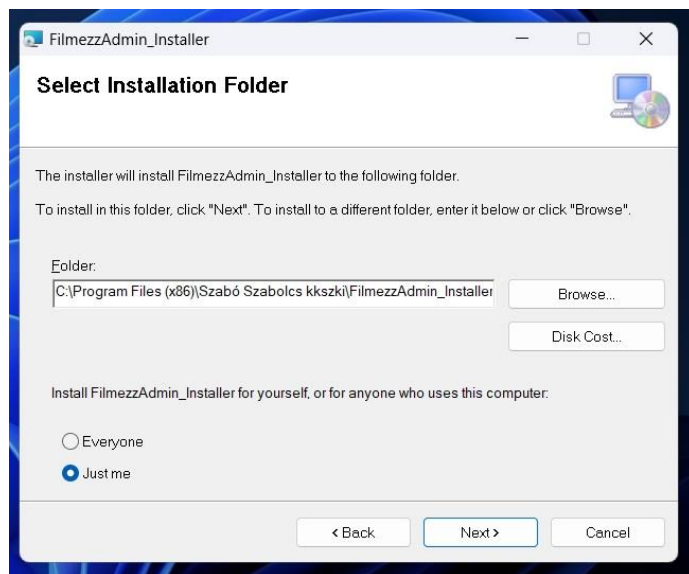 FilmezzAdmin_Installer
Select Installation Folder
The installer will install FilmezzAdmin_Installer to the following folder.
To install in this folder, click "Next". To install to a different folder, enter it below or click "Browse".
Folder:
C:\Program Files (x86)\Szabó Szabolcs kkszki\FilmezzAdmin_Installer
Browse...
Disk Cost...
Install FilmezzAdmin_Installer for yourself, or for anyone who uses this computer:
Everyone
Just me
< Back
Next >
Cancel